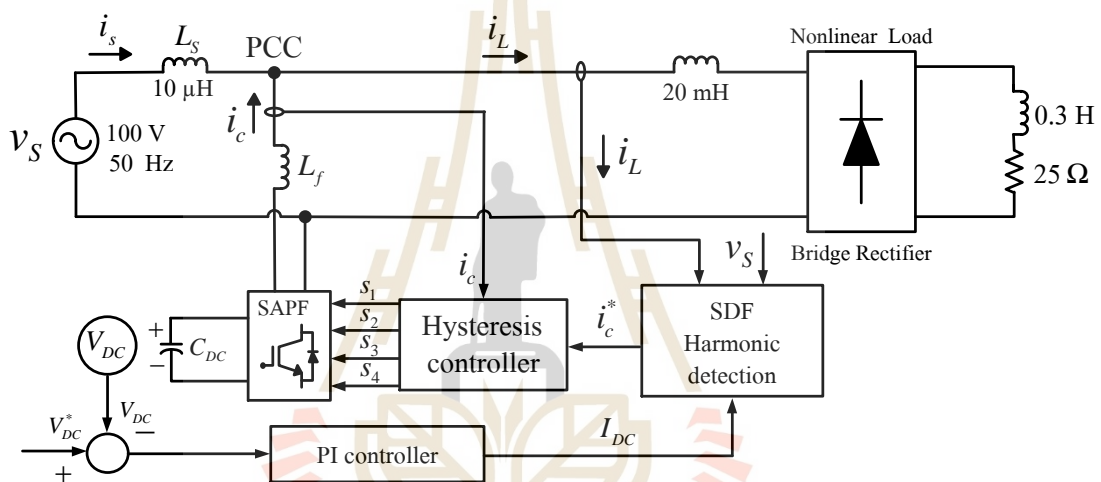 i_s
L_S
PCC
i_L
Nonlinear Load
10 μH
20 mH
i_c
v_S
100 V
50 Hz
L_f
i_L
0.3 H
25 Ω
Bridge Rectifier
i_c
v_S
SAPF
s_1
s_2
s_3
s_4
Hysteresis
controller
i_c^*
SDF
Harmonic
detection
V_DC
+
−
C_DC
V_DC^*
+
V_DC
−
PI controller
I_DC